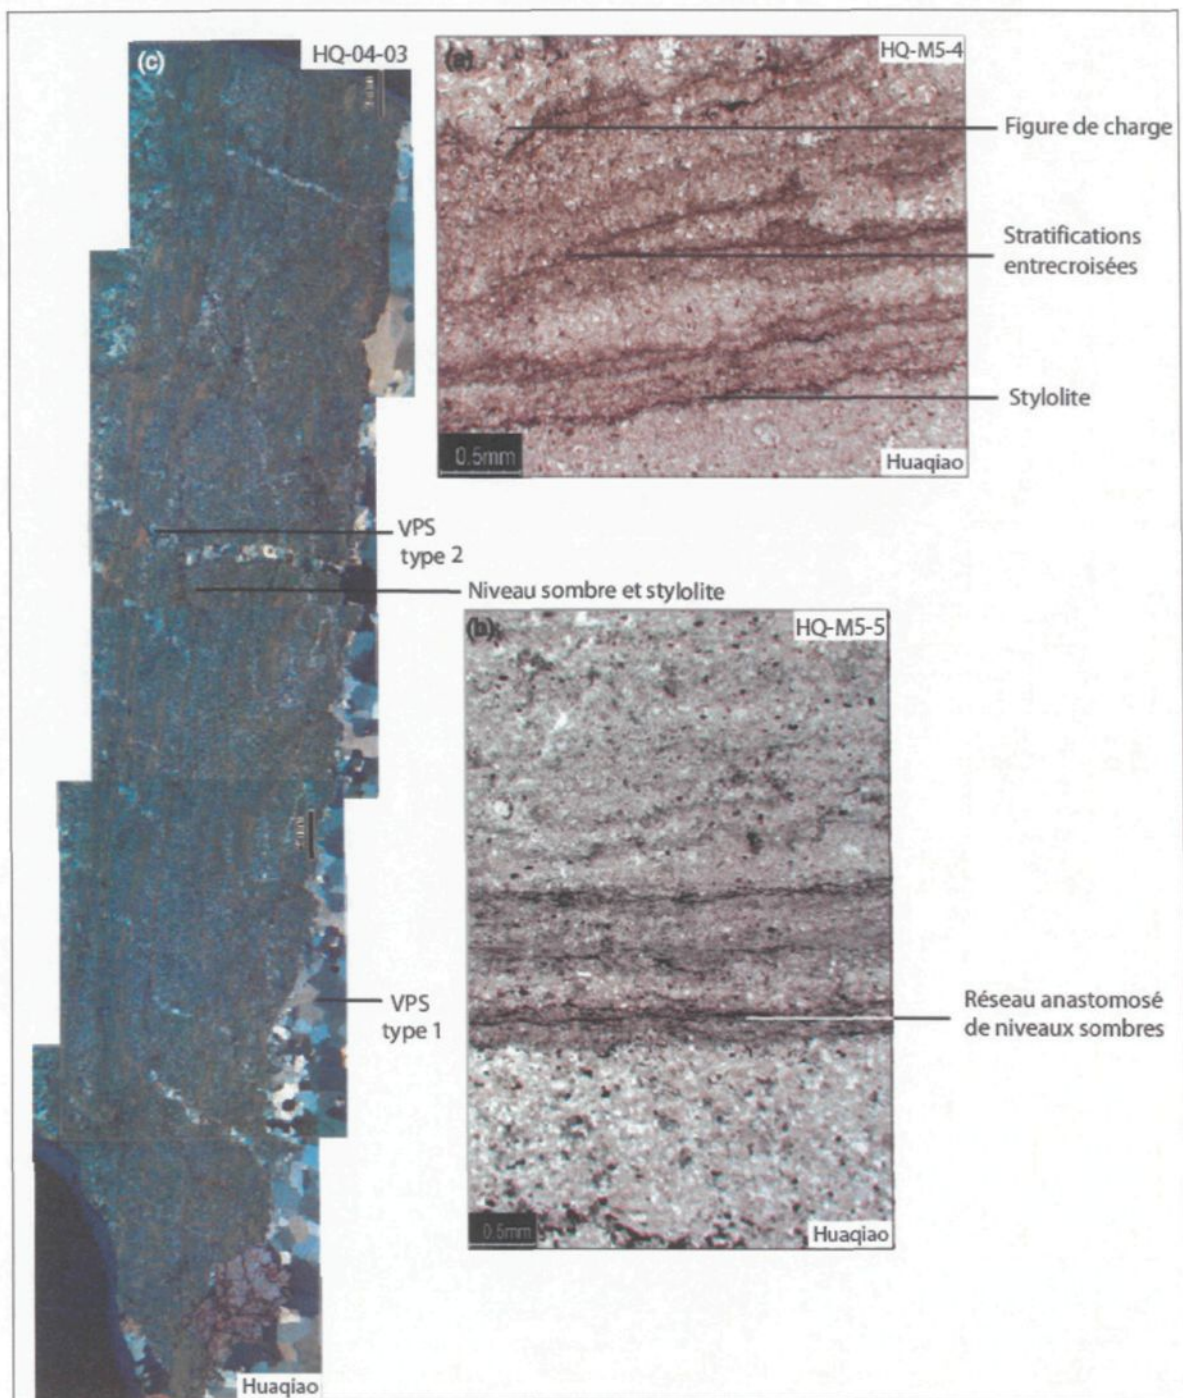 (c)
HQ-04-03
(a)
HQ-M5-4
Figure de charge
Stratifications
entrecroisées
Stylolite
0.5mm
Huaqiao
VPS
type 2
Niveau sombre et stylolite
(b)
HQ-M5-5
VPS
type 1
Réseau anastomosé
de niveaux sombres
0.5mm
Huaqiao
Huaqiao